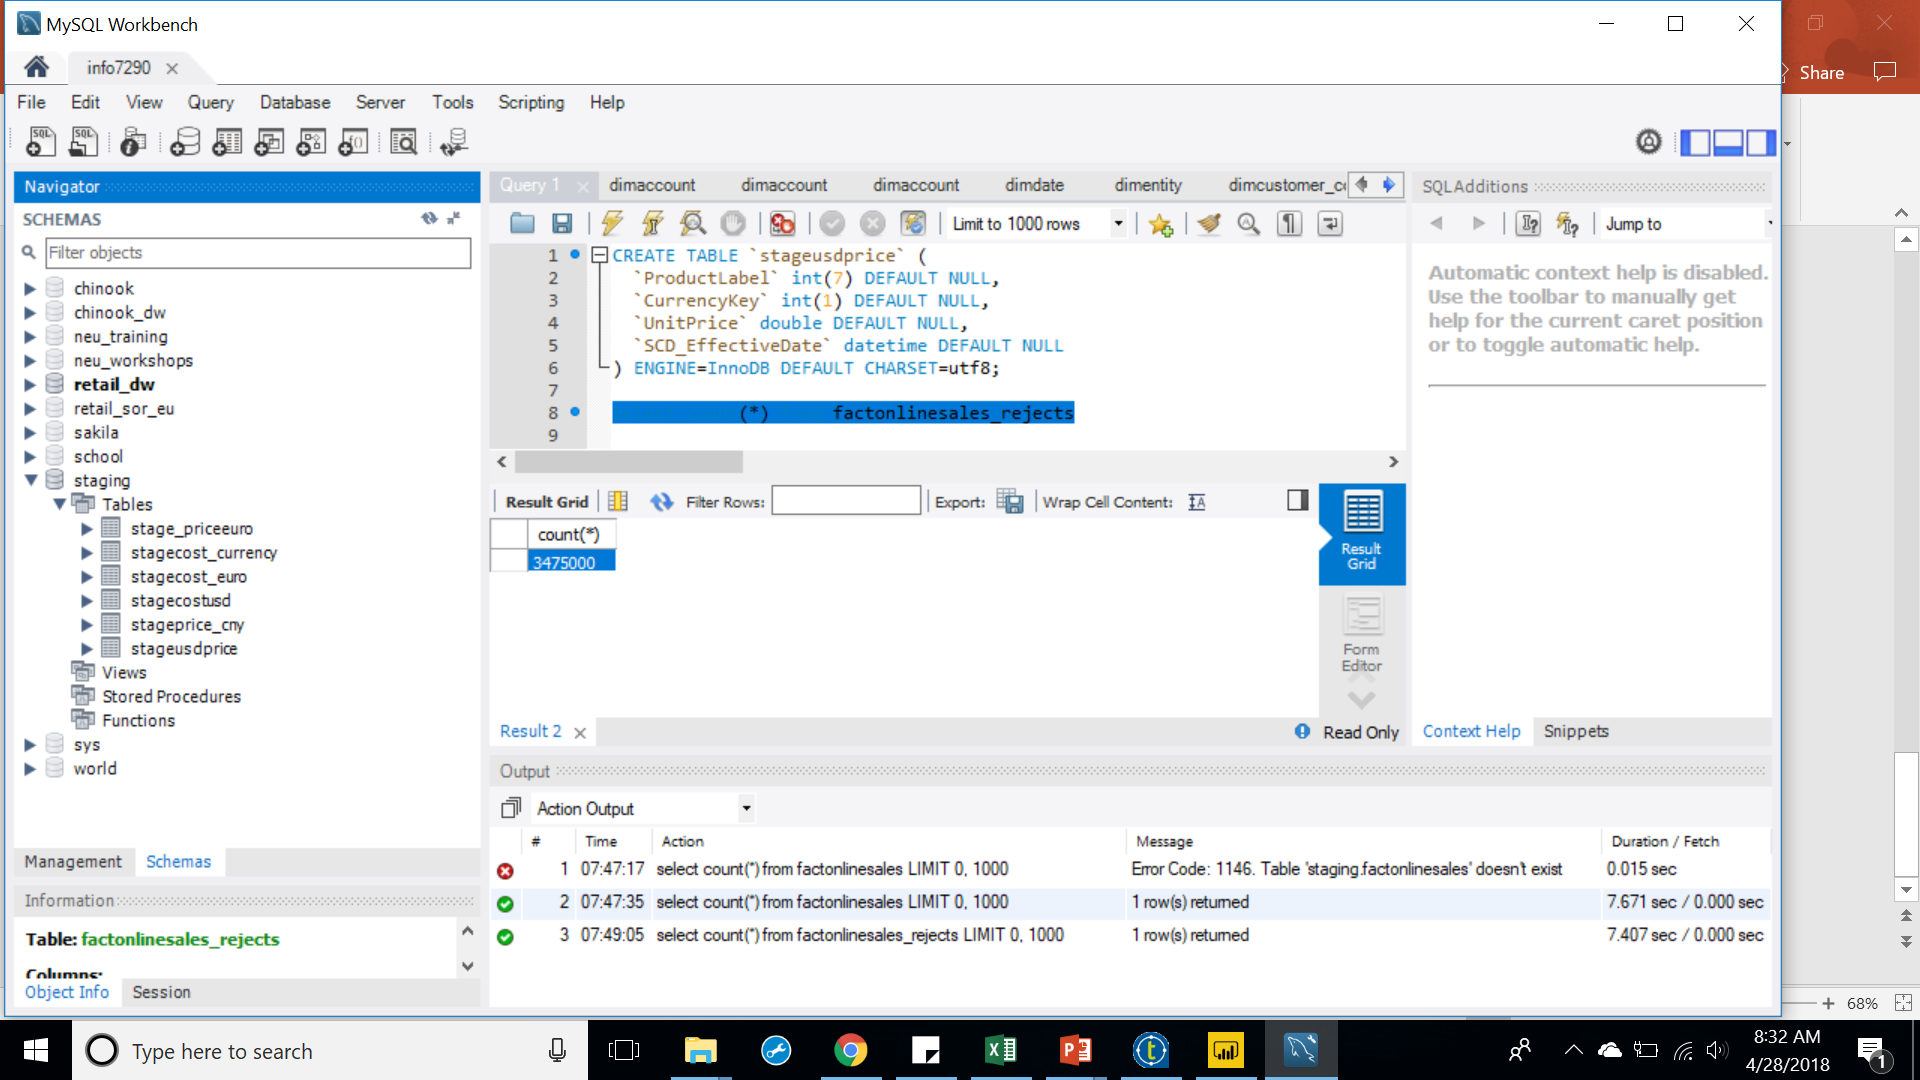 MySQL Workbench
info7290
Share
File Edit View Query Database Server Tools Scripting Help
Navigator
SCHEMAS
Filter objects
chinook
chinook_dw
neu_training
neu_workshops
retail_dw
retail_sor_eu
sakila
school
staging
Tables
stage_priceeuro
stagecost_currency
stagecost_euro
stagecostusd
stageprice_cny
stageusdprice
Views
Stored Procedures
Functions
sys
world
Management Schemas
Information
Table: factonlinesales_rejects
Columns:
Object Info Session
Query 1 dimaccount dimaccount dimaccount dimdate dimentity dimcustomer_c
Limit to 1000 rows
1 CREATE TABLE `stageusdprice` (
2 `ProductLabel` int(7) DEFAULT NULL,
3 `CurrencyKey` int(1) DEFAULT NULL,
4 `UnitPrice` double DEFAULT NULL,
5 `SCD_EffectiveDate` datetime DEFAULT NULL
6 ) ENGINE=InnoDB DEFAULT CHARSET=utf8;
7
8 (*) factonlinesales_rejects
9
Result Grid Filter Rows: Export: Wrap Cell Content:
count(*)
3475000
Result Grid
Form Editor
Result 2 Read Only
SQLAdditions
Jump to
Automatic context help is disabled.
Use the toolbar to manually get
help for the current caret position
or to toggle automatic help.
Context Help Snippets
Output
Action Output
# Time Action Message Duration / Fetch
1 07:47:17 select count(*) from factonlinesales LIMIT 0, 1000 Error Code: 1146. Table 'staging.factonlinesales' doesn't exist 0.015 sec
2 07:47:35 select count(*) from factonlinesales LIMIT 0, 1000 1 row(s) returned 7.671 sec / 0.000 sec
3 07:49:05 select count(*) from factonlinesales_rejects LIMIT 0, 1000 1 row(s) returned 7.407 sec / 0.000 sec
68%
Type here to search
8:32 AM
4/28/2018
1